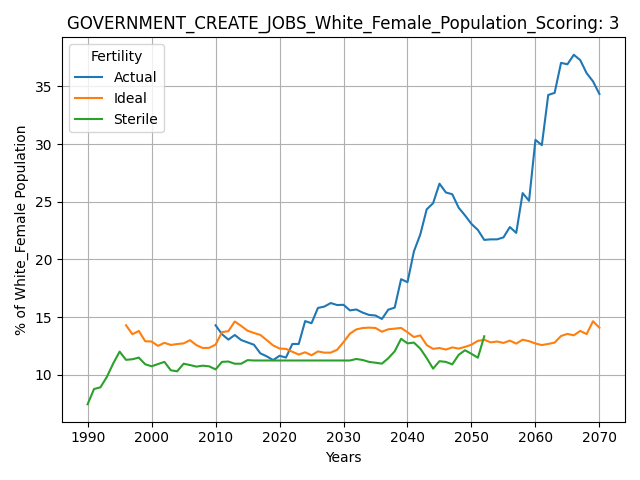 GOVERNMENT_CREATE_JOBS_White_Female_Population_Scoring: 3
Fertility
Actual
Ideal
Sterile
% of White_Female Population
35
30
25
20
15
10
1990 2000 2010 2020 2030 2040 2050 2060 2070
Years